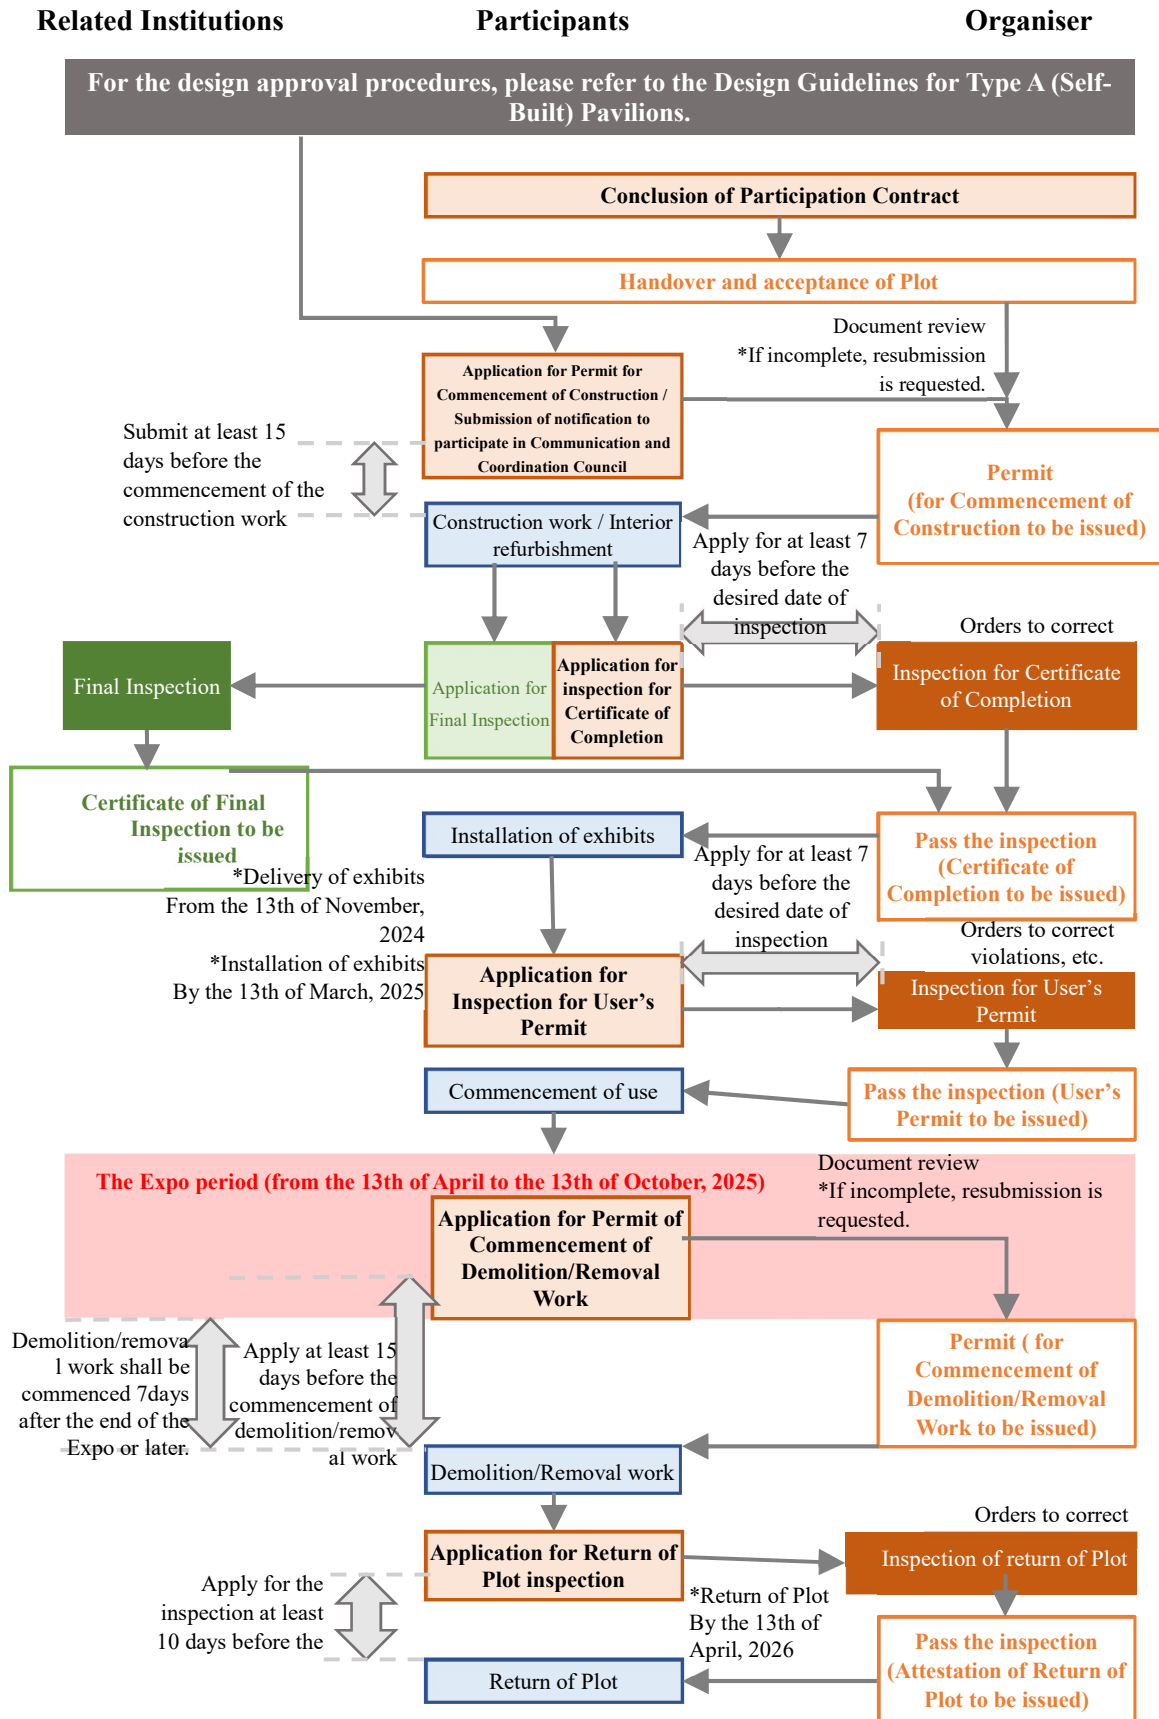 Related Institutions
Participants
Organiser
For the design approval procedures, please refer to the Design Guidelines for Type A (Self-
Built) Pavilions.
Conclusion of Participation Contract
Handover and acceptance of Plot
Document review
*If incomplete, resubmission
is requested.
Application for Permit for
Commencement of Construction /
Submission of notification to
participate in Communication and
Coordination Council
Submit at least 15
days before the
commencement of the
construction work
Permit
(for Commencement of
Construction to be issued)
Construction work / Interior
refurbishment
Apply for at least 7
days before the
desired date of
inspection
Orders to correct
Final Inspection
Application for
Final Inspection
Application for
inspection for
Certificate of
Completion
Inspection for Certificate
of Completion
Certificate of Final
Inspection to be
issued
Installation of exhibits
Pass the inspection
(Certificate of
Completion to be issued)
*Delivery of exhibits
From the 13th of November,
2024
*Installation of exhibits
By the 13th of March, 2025
Apply for at least 7
days before the
desired date of
inspection
Orders to correct
violations, etc.
Application for
Inspection for User’s
Permit
Inspection for User’s
Permit
Commencement of use
Pass the inspection (User’s
Permit to be issued)
The Expo period (from the 13th of April to the 13th of October, 2025)
Document review
*If incomplete, resubmission is
requested.
Application for Permit of
Commencement of
Demolition/Removal
Work
Demolition/remova
l work shall be
commenced 7days
after the end of the
Expo or later.
Apply at least 15
days before the
commencement of
demolition/remov
al work
Permit ( for
Commencement of
Demolition/Removal
Work to be issued)
Demolition/Removal work
Orders to correct
Application for Return of
Plot inspection
Inspection of return of Plot
Apply for the
inspection at least
10 days before the
*Return of Plot
By the 13th of
April, 2026
Pass the inspection
(Attestation of Return of
Plot to be issued)
Return of Plot